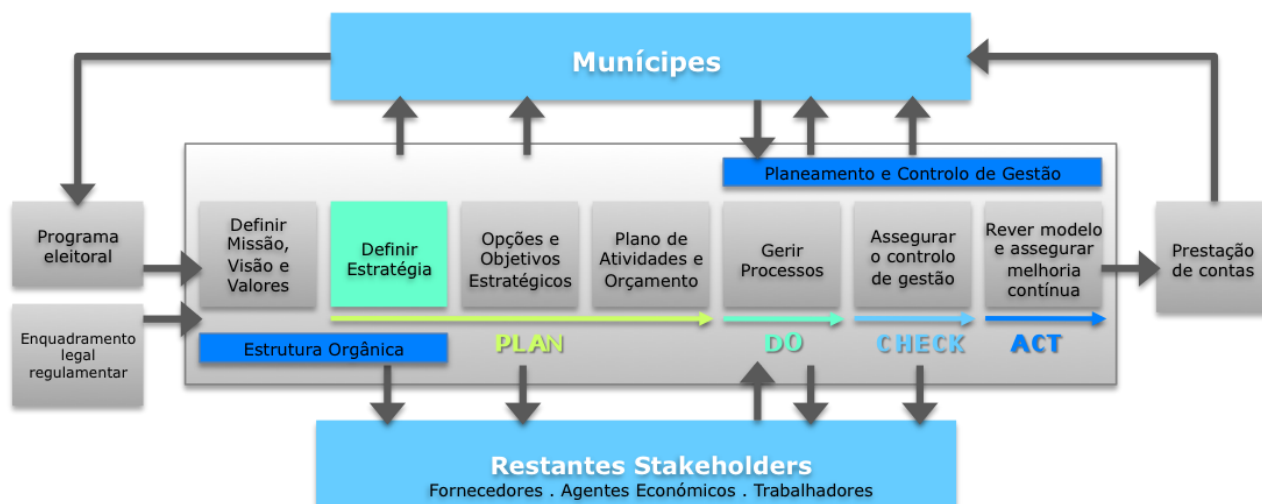 Munícipes
Planeamento e Controlo de Gestão
Programa
eleitoral
Definir
Missão,
Visão e
Valores
Definir
Estratégia
Opções e
Objetivos
Estratégicos
Plano de
Atividades e
Orçamento
Gerir
Processos
Assegurar
o controlo
de gestão
Rever modelo
e assegurar
melhoria
contínua
Prestação
de contas
Enquadramento
legal
regulamentar
Estrutura Orgânica
PLAN
DO
CHECK
ACT
Restantes Stakeholders
Fornecedores . Agentes Económicos . Trabalhadores